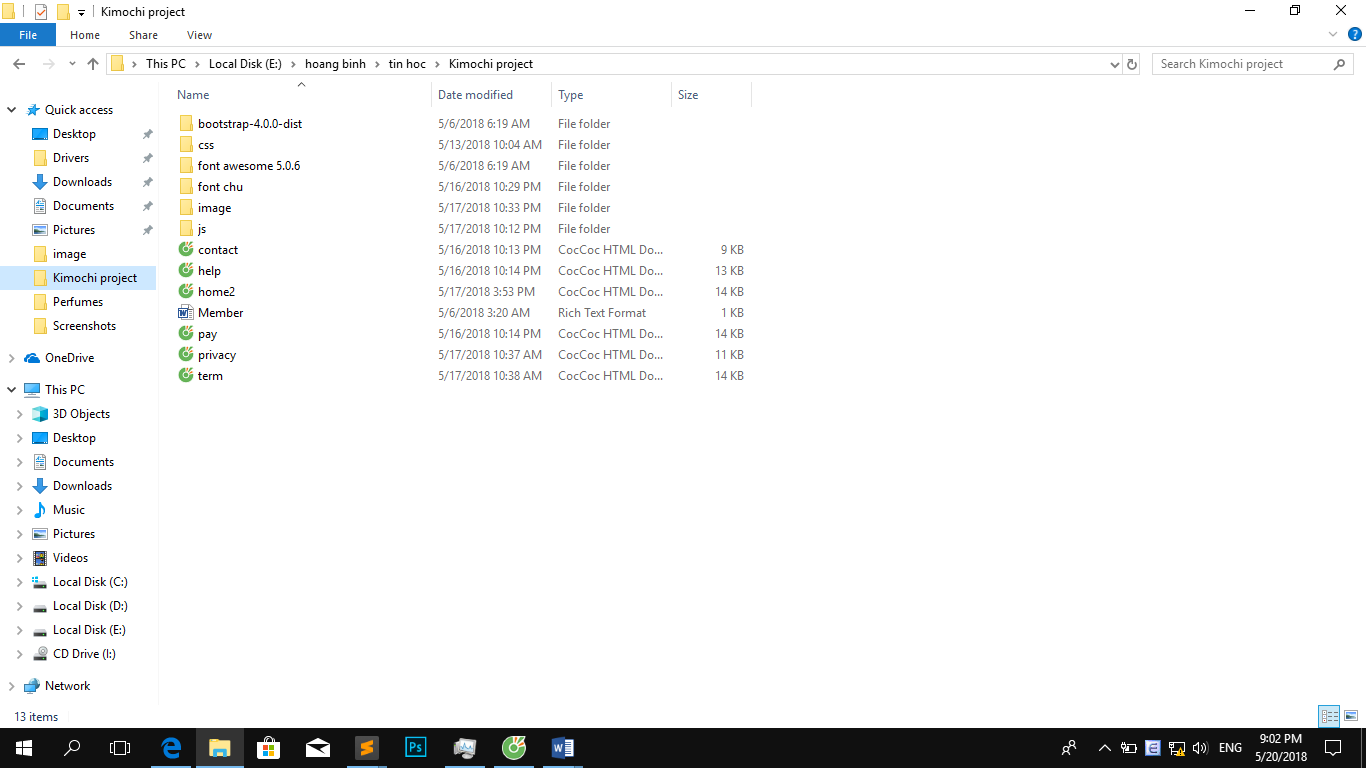 Kimochi project
File Home Share View
This PC Local Disk (E:) hoang binh tin hoc Kimochi project
Search Kimochi project
Quick access
Desktop
Drivers
Downloads
Documents
Pictures
image
Kimochi project
Perfumes
Screenshots
OneDrive
This PC
3D Objects
Desktop
Documents
Downloads
Music
Pictures
Videos
Local Disk (C:)
Local Disk (D:)
Local Disk (E:)
CD Drive (I:)
Network
Name Date modified Type Size
bootstrap-4.0.0-dist 5/6/2018 6:19 AM File folder
css 5/13/2018 10:04 AM File folder
font awesome 5.0.6 5/6/2018 6:19 AM File folder
font chu 5/16/2018 10:29 PM File folder
image 5/17/2018 10:33 PM File folder
js 5/17/2018 10:12 PM File folder
contact 5/16/2018 10:13 PM CocCoc HTML Do... 9 KB
help 5/16/2018 10:14 PM CocCoc HTML Do... 13 KB
home2 5/17/2018 3:53 PM CocCoc HTML Do... 14 KB
Member 5/6/2018 3:20 AM Rich Text Format 1 KB
pay 5/16/2018 10:14 PM CocCoc HTML Do... 14 KB
privacy 5/17/2018 10:37 AM CocCoc HTML Do... 11 KB
term 5/17/2018 10:38 AM CocCoc HTML Do... 14 KB
13 items
Ps
ENG
9:02 PM
5/20/2018